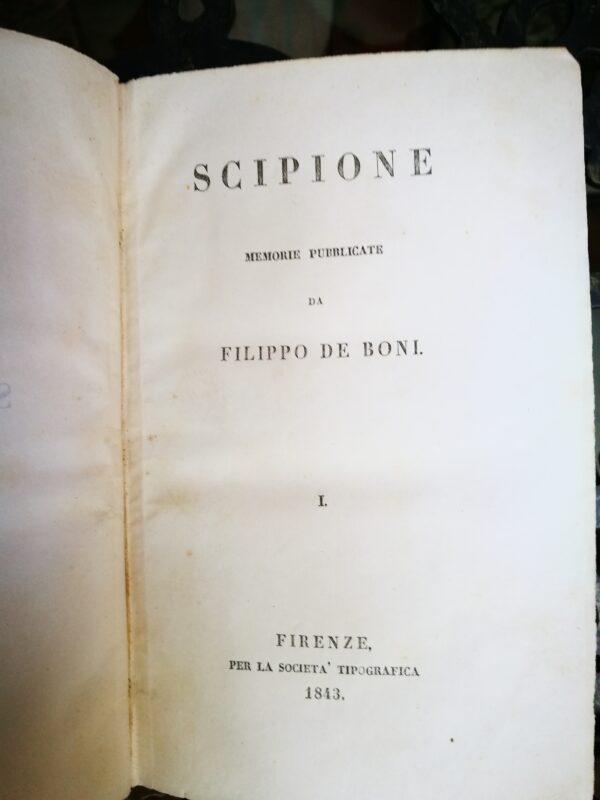 SCIPIONE
MEMORIE PUBBLICATE
DA
FILIPPO DE BONI.
I.
FIRENZE,
PER LA SOCIETA' TIPOGRAFICA
1843.